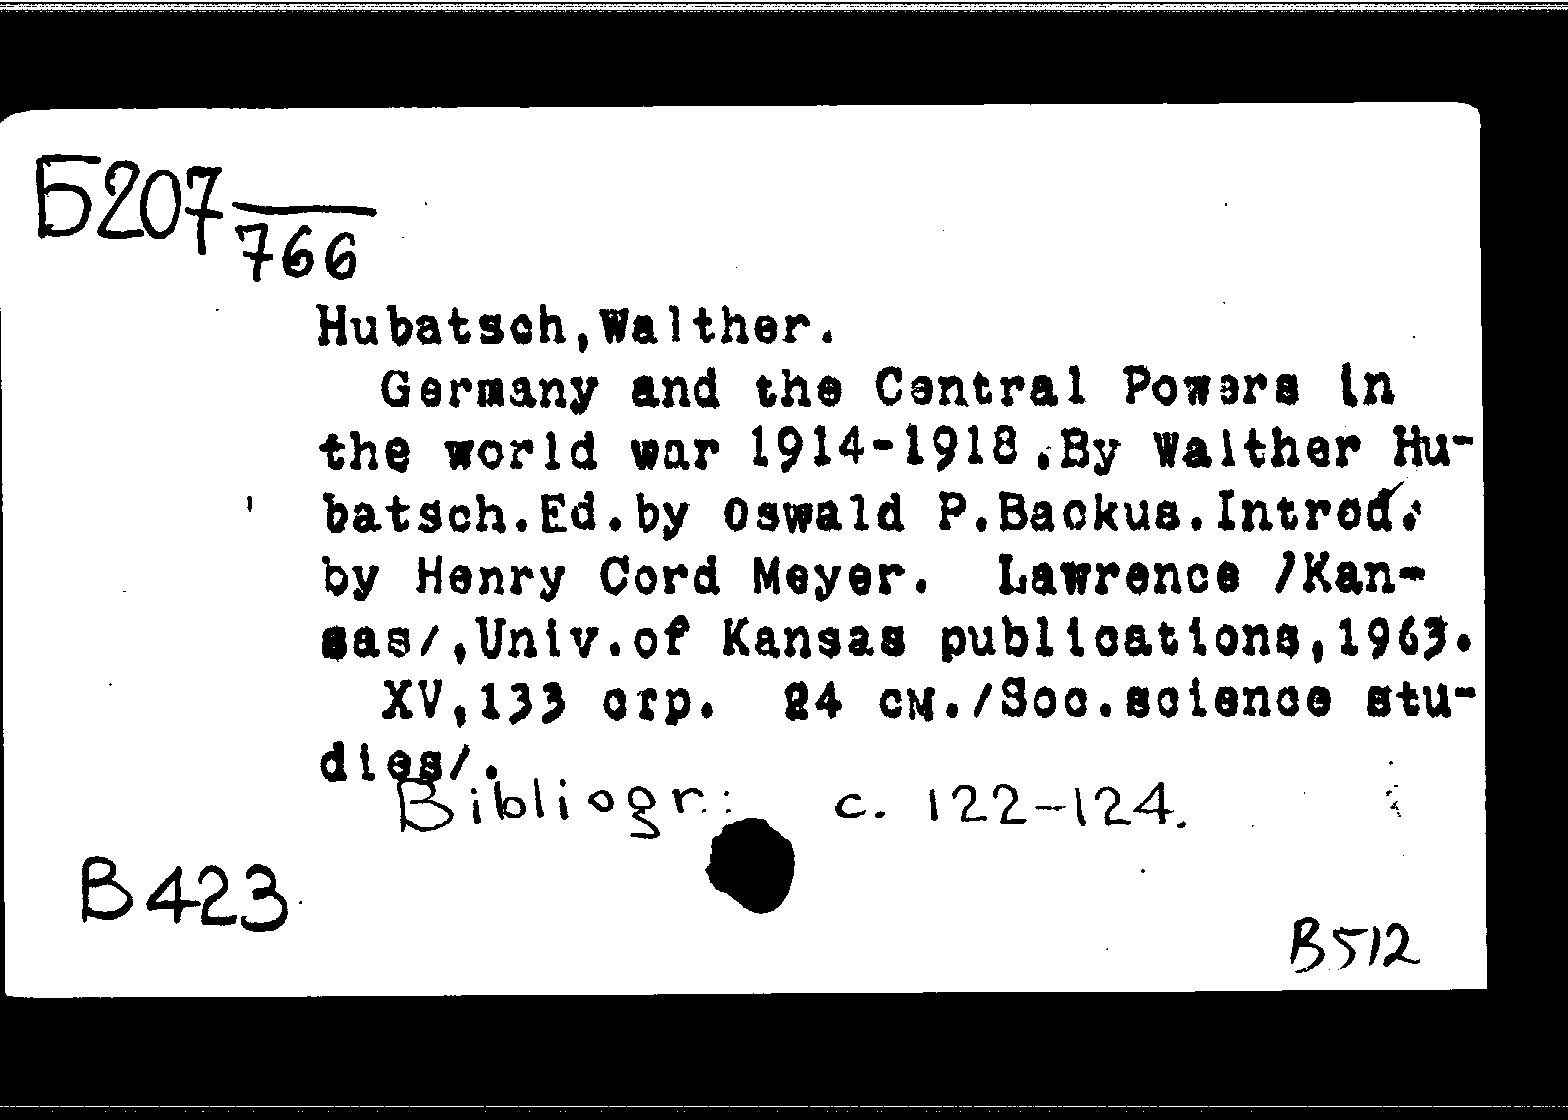 Б207
766
Hubatsch,Walther.
Germany and the Central Powers in
the world war 1914-1918.By Walther Hu-
batsch.Ed.by Oswald P.Backus.Introd.
by Henry Cord Meyer. Lawrence /Kan-
sas/,Univ.of Kansas publications,1963.
XV,133 стр. 24 см./Soc.science stu-
dies/.
Bibliogr.: с. 122-124.
В423
В512